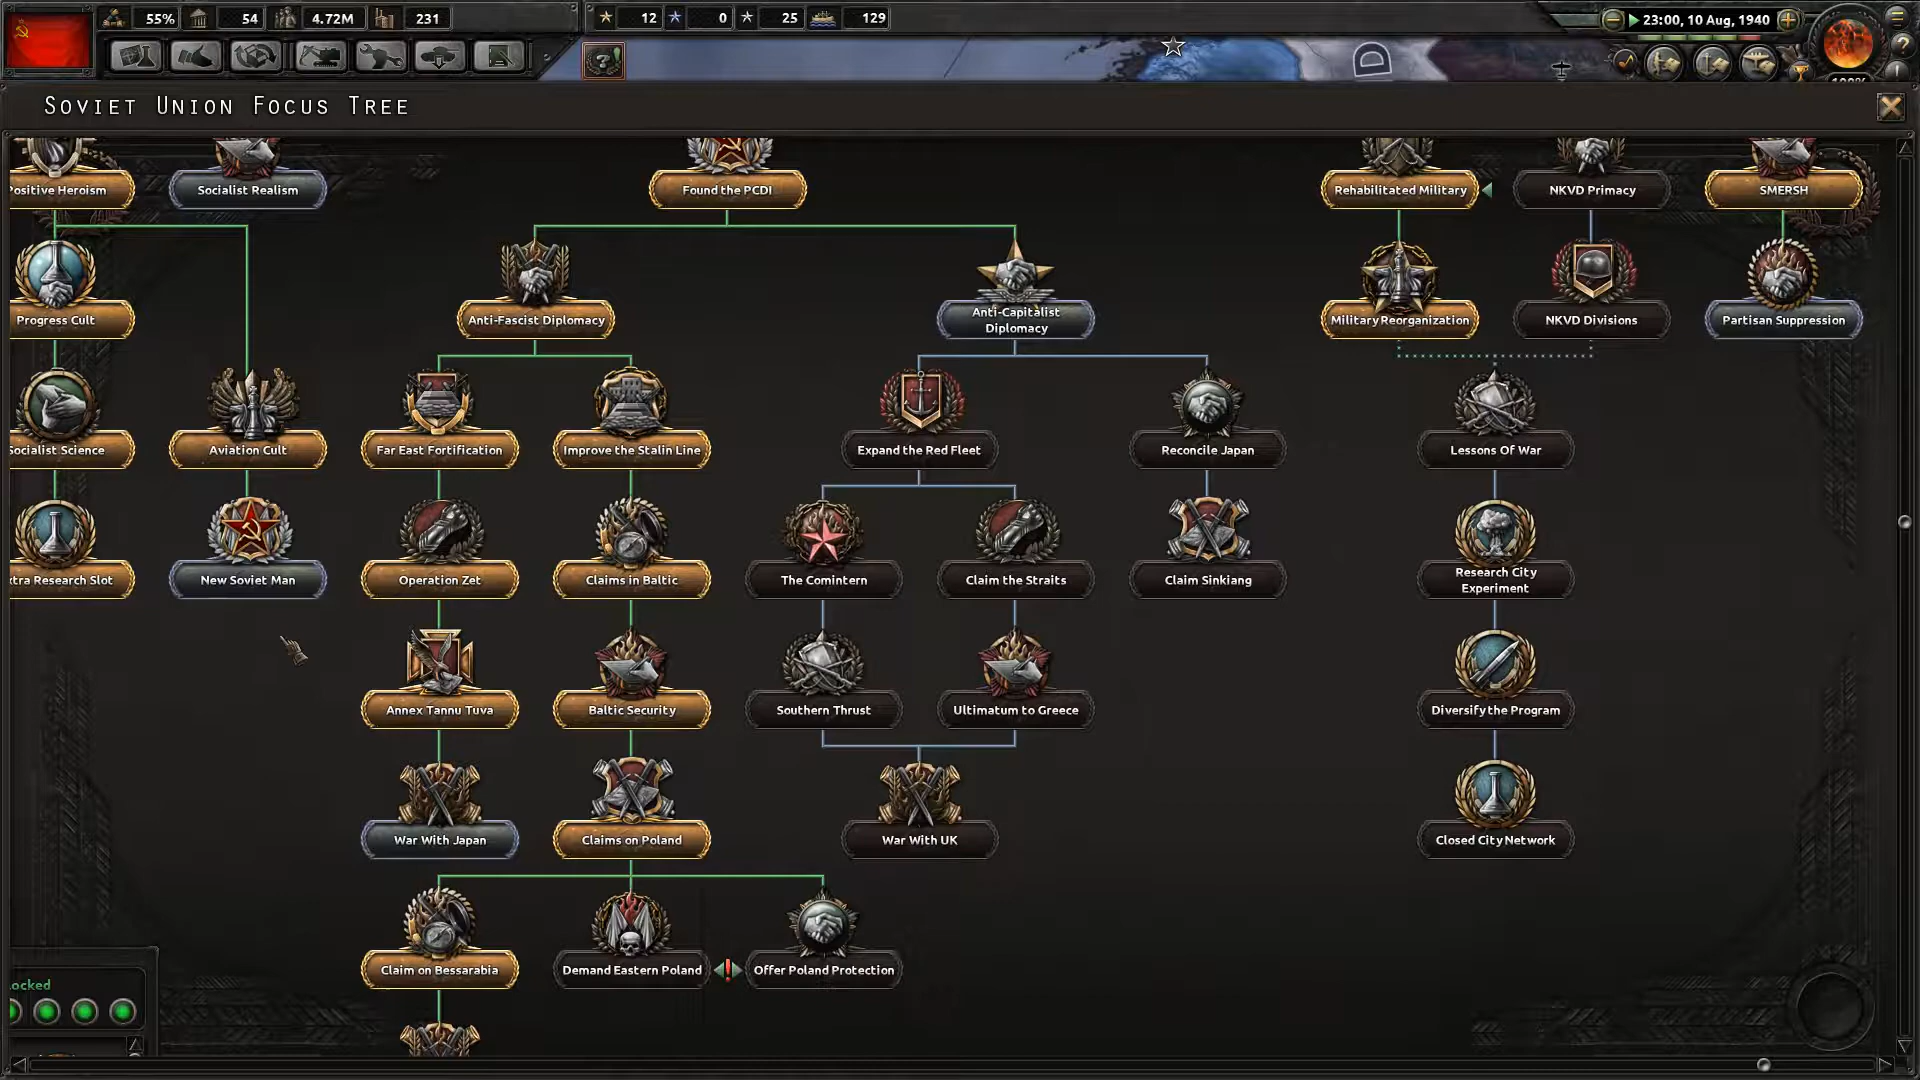 55%
54
4.72M
231
12
0
25
129
23:00, 10 Aug, 1940
Soviet Union Focus Tree
Positive Heroism
Socialist Realism
Found the PCDI
Rehabilitated Military
NKVD Primacy
SMERSH
Progress Cult
Anti-Fascist Diplomacy
Anti-Capitalist
Diplomacy
Military Reorganization
NKVD Divisions
Partisan Suppression
Socialist Science
Aviation Cult
Far East Fortification
Improve the Stalin Line
Expand the Red Fleet
Reconcile Japan
Lessons Of War
xtra Research Slot
New Soviet Man
Operation Zet
Claims in Baltic
The Comintern
Claim the Straits
Claim Sinkiang
Research City
Experiment
Annex Tannu Tuva
Baltic Security
Southern Thrust
Ultimatum to Greece
Diversify the Program
War With Japan
Claims on Poland
War With UK
Closed City Network
Claim on Bessarabia
Demand Eastern Poland
Offer Poland Protection
ocked